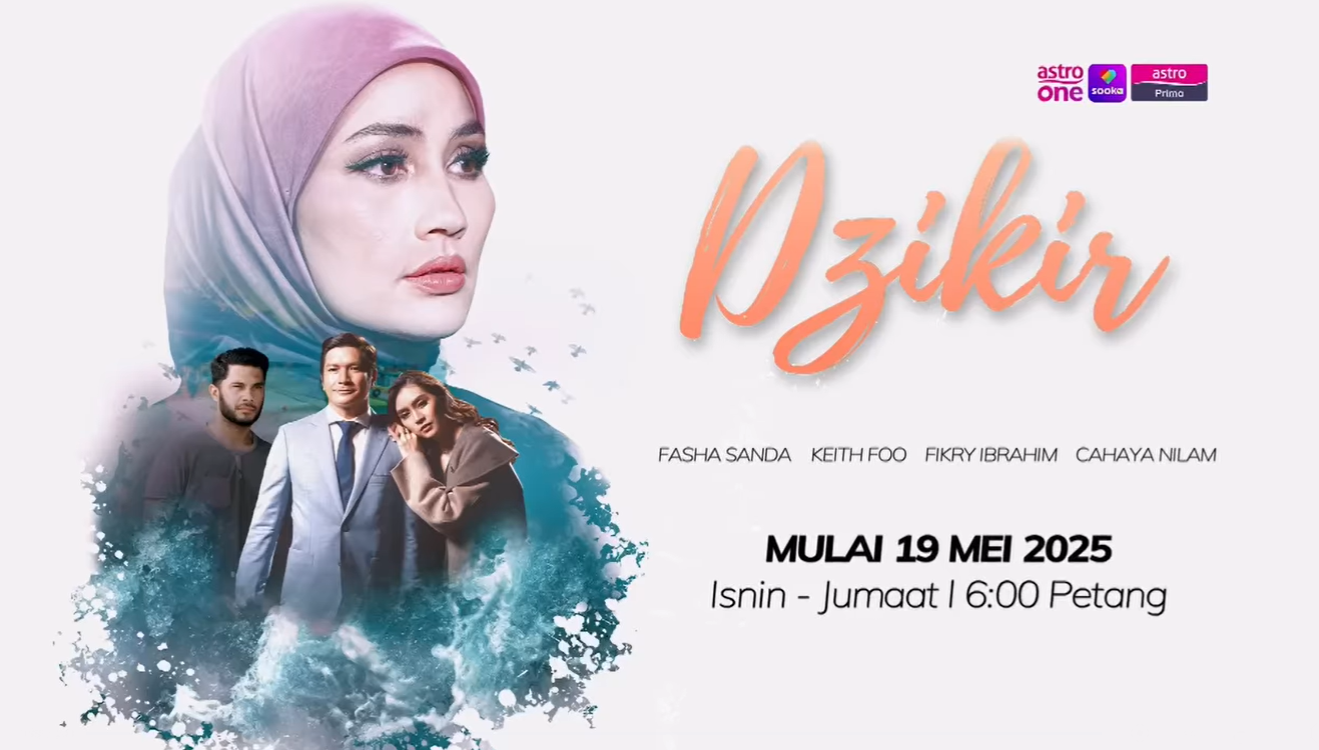 astro one sooka astro Prima
Dzikir
FASHA SANDA KEITH FOO FIKRY IBRAHIM CAHAYA NILAM
MULAI 19 MEI 2025
Isnin - Jumaat | 6:00 Petang